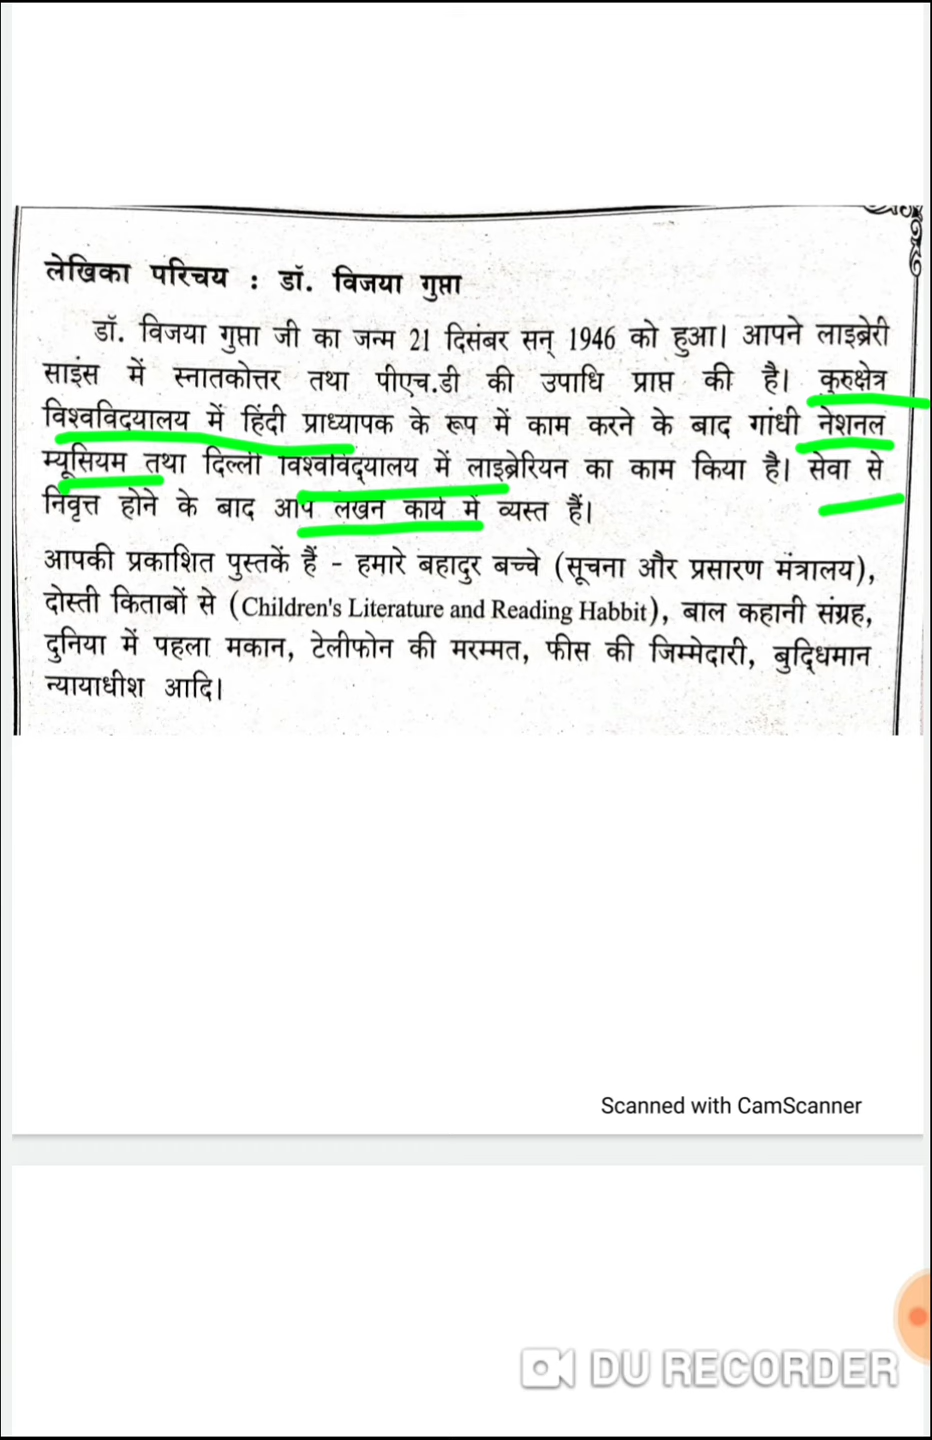 लेखिका परिचय : डॉ. विजया गुप्ता
डॉ. विजया गुप्ता जी का जन्म 21 दिसंबर सन् 1946 को हुआ। आपने लाइब्रेरी
साइंस में स्नातकोत्तर तथा पीएच.डी की उपाधि प्राप्त की है। कुरुक्षेत्र
विश्वविद्यालय में हिंदी प्राध्यापक के रूप में काम करने के बाद गांधी नेशनल
म्यूसियम तथा दिल्ली विश्वविद्यालय में लाइब्रेरियन का काम किया है। सेवा से
निवृत्त होने के बाद आप लेखन कार्य में व्यस्त हैं।
आपकी प्रकाशित पुस्तकें हैं - हमारे बहादुर बच्चे (सूचना और प्रसारण मंत्रालय),
दोस्ती किताबों से (Children's Literature and Reading Habbit), बाल कहानी संग्रह,
दुनिया में पहला मकान, टेलीफोन की मरम्मत, फीस की जिम्मेदारी, बुद्धिमान
न्यायाधीश आदि।
Scanned with CamScanner
DU RECORDER